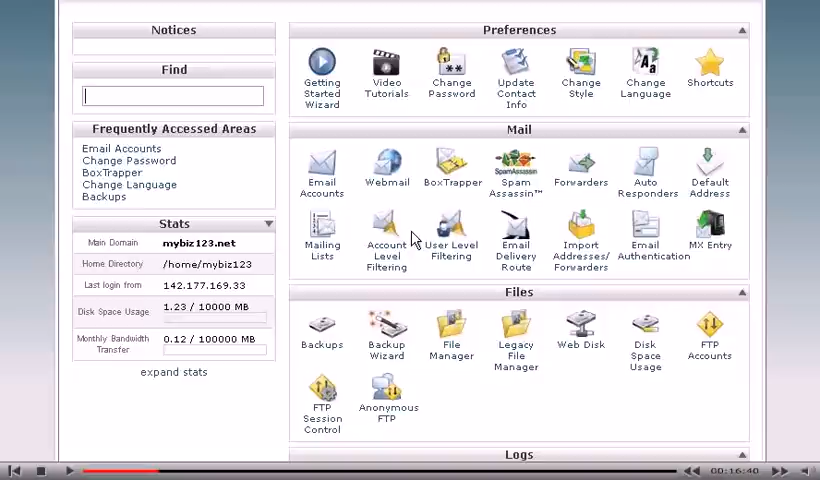 Notices
Find
Frequently Accessed Areas
Email Accounts
Change Password
BoxTrapper
Change Language
Backups
Stats
Main Domain mybiz123.net
Home Directory /home/mybiz123
Last login from 142.177.169.33
Disk Space Usage 1.23 / 10000 MB
Monthly Bandwidth
Transfer 0.12 / 100000 MB
expand stats
Preferences
Getting
Started
Wizard
Video
Tutorials
Change
Password
Update
Contact
Info
Change
Style
Change
Language
Shortcuts
Mail
Email
Accounts
Webmail
BoxTrapper
SpamAssassin
Spam
Assassin™
Forwarders
Auto
Responders
Default
Address
Mailing
Lists
Account
Level
Filtering
User Level
Filtering
Email
Delivery
Route
Import
Addresses/
Forwarders
Email
Authentication
MX Entry
Files
Backups
Backup
Wizard
File
Manager
Legacy
File
Manager
Web Disk
Disk
Space
Usage
FTP
Accounts
FTP
Session
Control
Anonymous
FTP
Logs
00:16:40